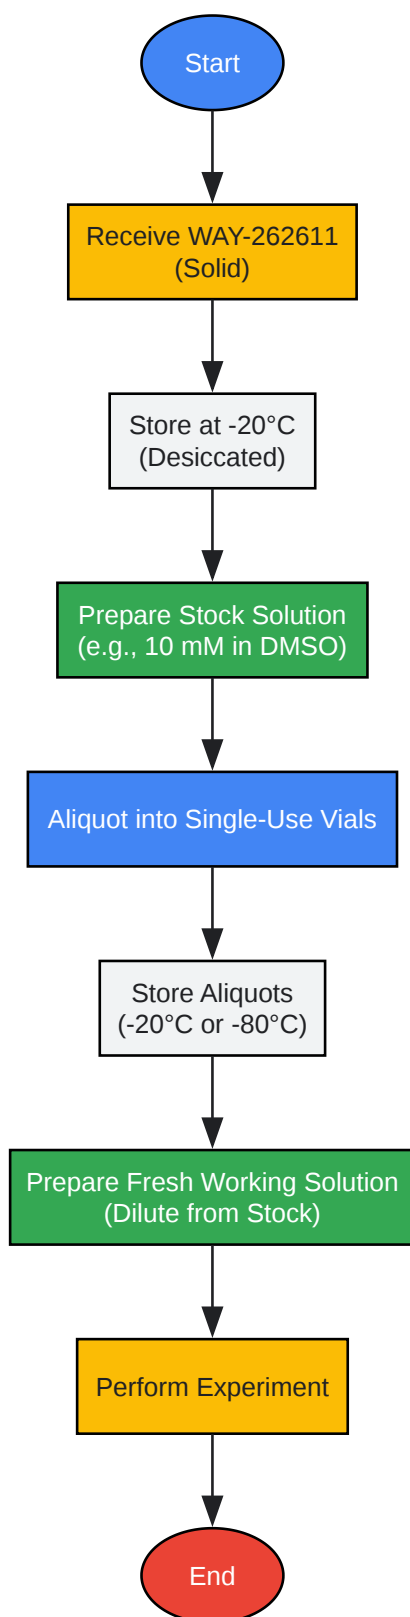 Start
Receive WAY-262611
(Solid)
Store at -20°C
(Desiccated)
Prepare Stock Solution
(e.g., 10 mM in DMSO)
Aliquot into Single-Use Vials
Store Aliquots
(-20°C or -80°C)
Prepare Fresh Working Solution
(Dilute from Stock)
Perform Experiment
End